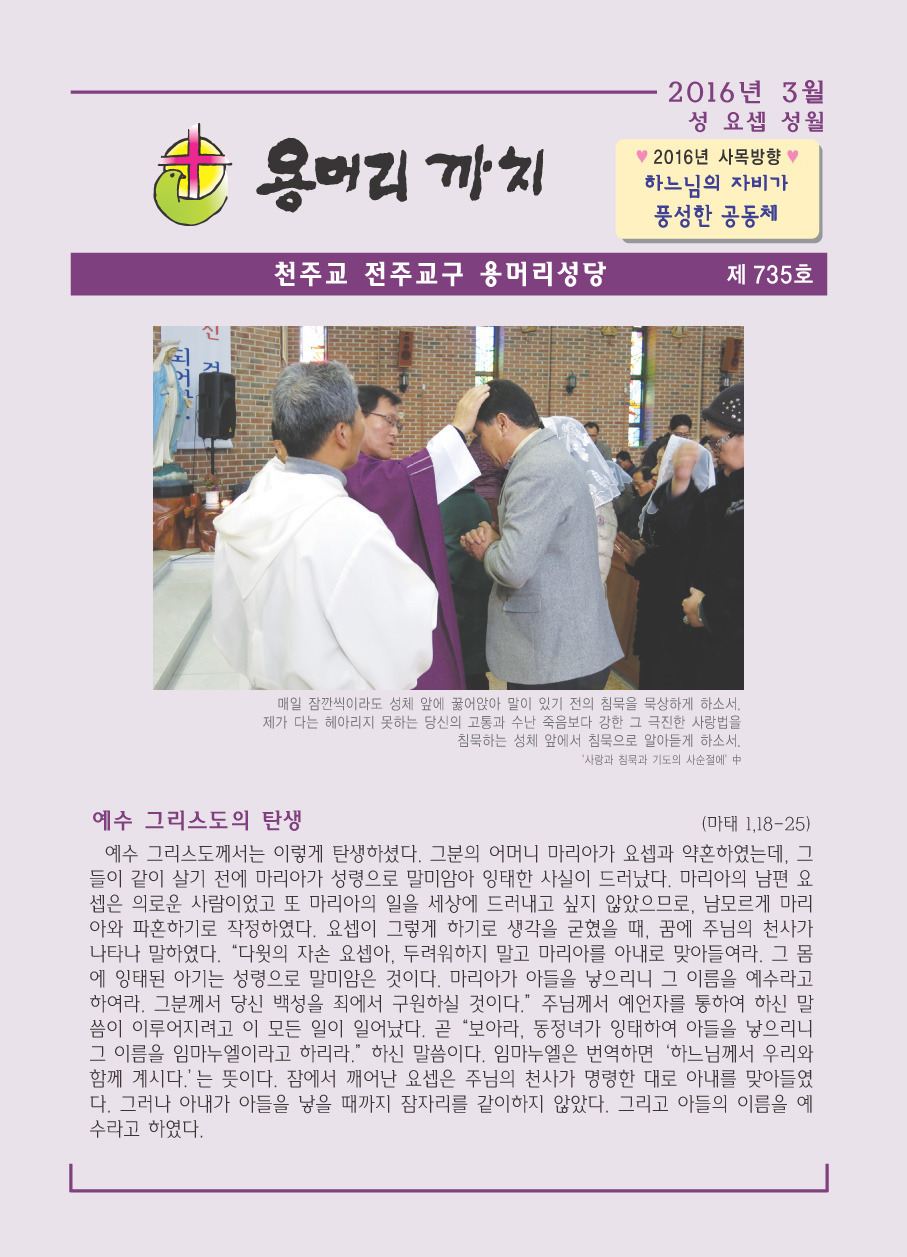 2016년 3월
성 요셉 성월
용머리 까치
♥ 2016년 사목방향 ♥
하느님의 자비가
풍성한 공동체
천주교 전주교구 용머리성당 제 735호
되어
매일 잠깐씩이라도 성체 앞에 꿇어앉아 말이 있기 전의 침묵을 묵상하게 하소서.
제가 다는 헤아리지 못하는 당신의 고통과 수난 죽음보다 강한 그 극진한 사랑법을
침묵하는 성체 앞에서 침묵으로 알아듣게 하소서.
'사랑과 침묵과 기도의 사순절에' 中
예수 그리스도의 탄생 (마태 1,18-25)
예수 그리스도께서는 이렇게 탄생하셨다. 그분의 어머니 마리아가 요셉과 약혼하였는데, 그
들이 같이 살기 전에 마리아가 성령으로 말미암아 잉태한 사실이 드러났다. 마리아의 남편 요
셉은 의로운 사람이었고 또 마리아의 일을 세상에 드러내고 싶지 않았으므로, 남모르게 마리
아와 파혼하기로 작정하였다. 요셉이 그렇게 하기로 생각을 굳혔을 때, 꿈에 주님의 천사가
나타나 말하였다. “다윗의 자손 요셉아, 두려워하지 말고 마리아를 아내로 맞아들여라. 그 몸
에 잉태된 아기는 성령으로 말미암은 것이다. 마리아가 아들을 낳으리니 그 이름을 예수라고
하여라. 그분께서 당신 백성을 죄에서 구원하실 것이다.” 주님께서 예언자를 통하여 하신 말
씀이 이루어지려고 이 모든 일이 일어났다. 곧 “보아라, 동정녀가 잉태하여 아들을 낳으리니
그 이름을 임마누엘이라고 하리라.” 하신 말씀이다. 임마누엘은 번역하면 ‘하느님께서 우리와
함께 계시다.’는 뜻이다. 잠에서 깨어난 요셉은 주님의 천사가 명령한 대로 아내를 맞아들였
다. 그러나 아내가 아들을 낳을 때까지 잠자리를 같이하지 않았다. 그리고 아들의 이름을 예
수라고 하였다.